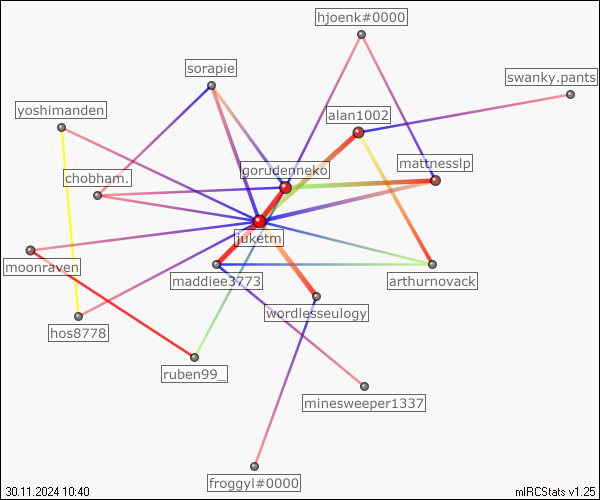 hjoenk#0000
sorapie
swanky.pants
yoshimanden
alan1002
mattnesslp
gorudenneko
chobham.
juketm
moonraven
maddiee3773
arthurnovack
wordlesseulogy
hos8778
ruben99_
minesweeper1337
froggyl#0000
30.11.2024 10:40
mIRCStats v1.25